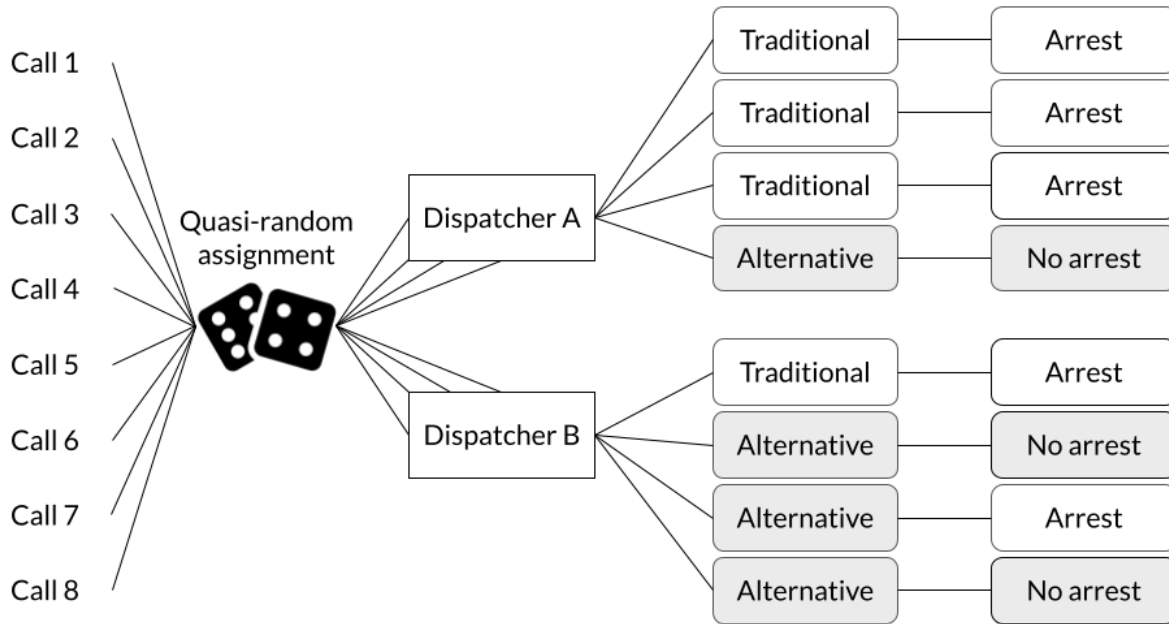 Call 1
Call 2
Call 3
Call 4
Call 5
Call 6
Call 7
Call 8
Quasi-random
assignment
Dispatcher A
Dispatcher B
Traditional
Arrest
Traditional
Arrest
Traditional
Arrest
Alternative
No arrest
Traditional
Arrest
Alternative
No arrest
Alternative
Arrest
Alternative
No arrest